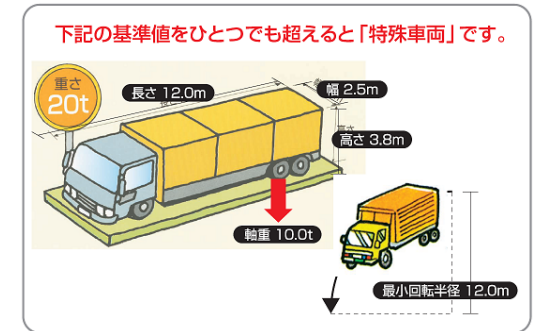 下記の基準値をひとつでも超えると「特殊車両」です。
重さ
20t
長さ 12.0m
幅 2.5m
高さ 3.8m
軸重 10.0t
最小回転半径 12.0m